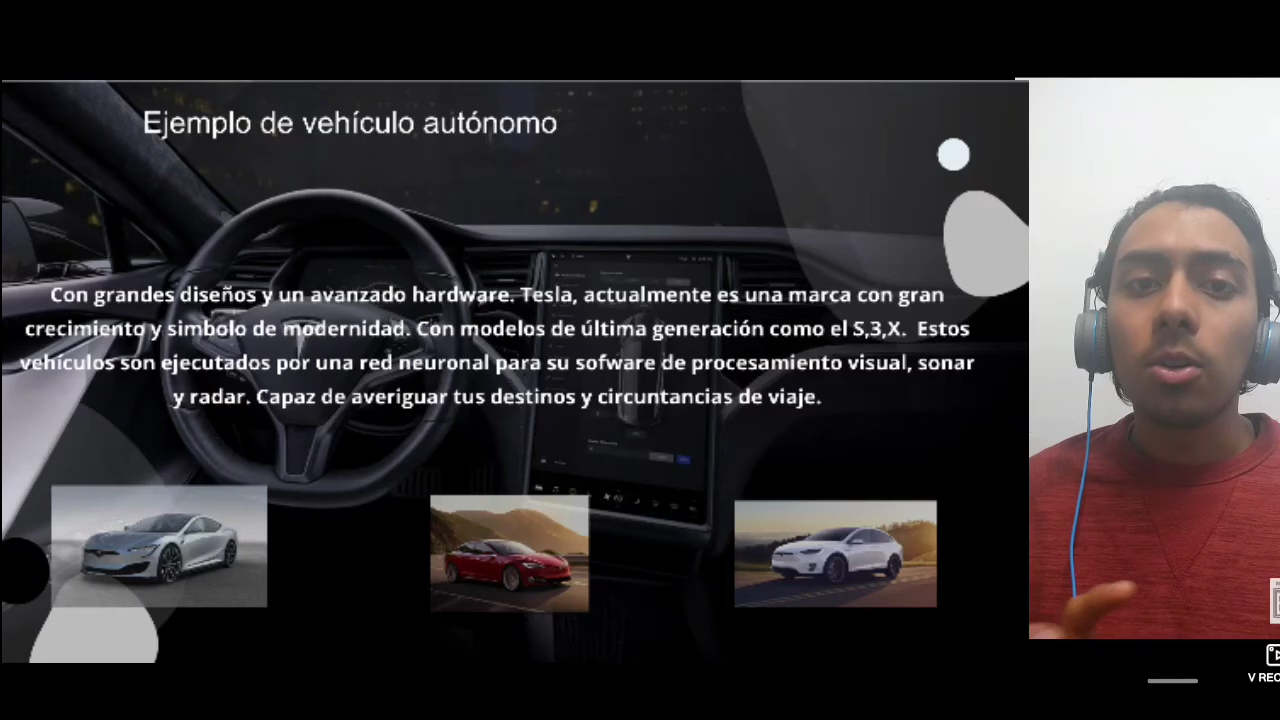 Ejemplo de vehículo autónomo
Con grandes diseños y un avanzado hardware. Tesla, actualmente es una marca con gran
crecimiento y simbolo de modernidad. Con modelos de última generación como el S,3,X. Estos
vehículos son ejecutados por una red neuronal para su sofware de procesamiento visual, sonar
y radar. Capaz de averiguar tus destinos y circuntancias de viaje.
V REC